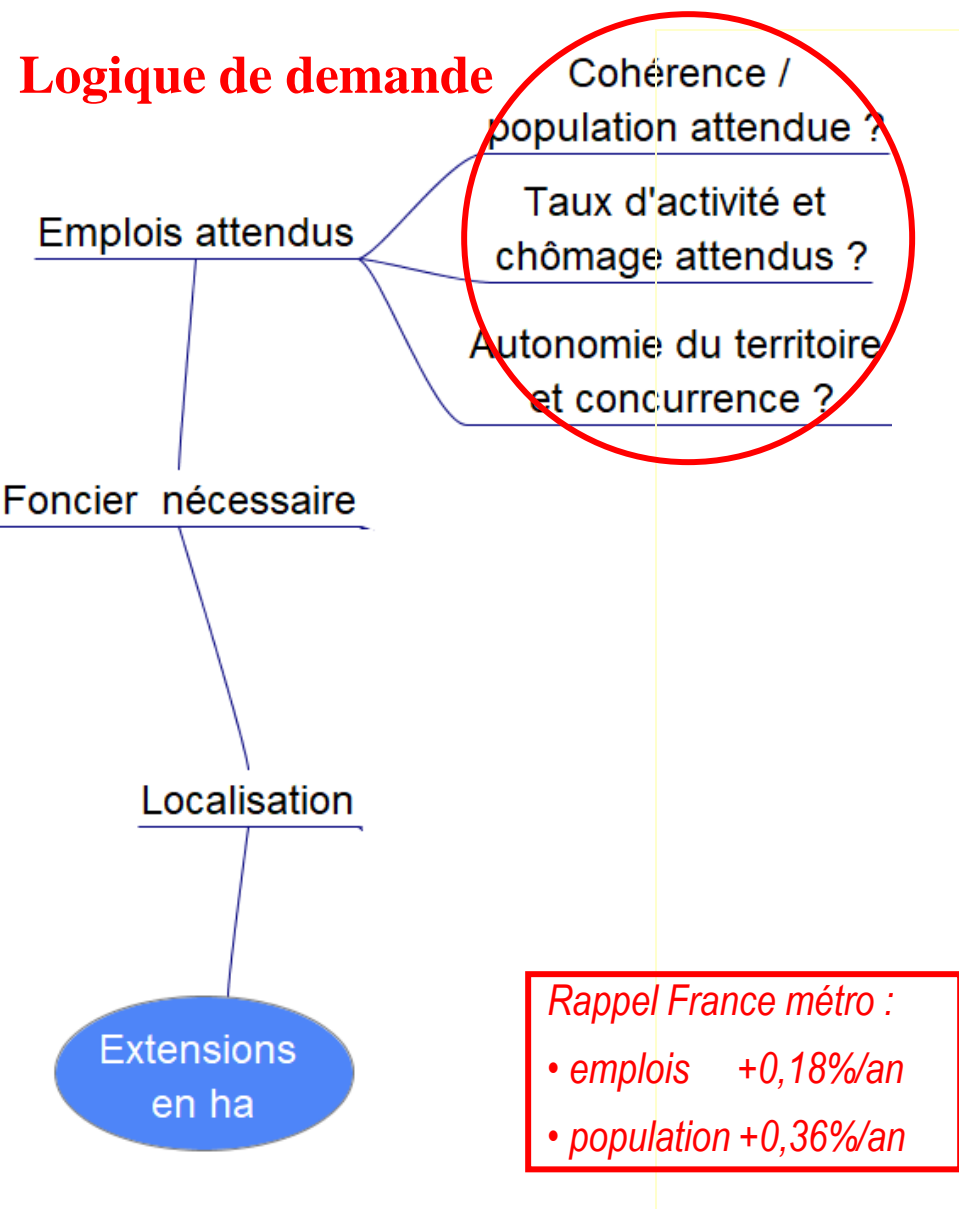 Logique de demande
Cohérence /
population attendue ?
Taux d'activité et
chômage attendus ?
Autonomie du territoire
et concurrence ?
Emplois attendus
Foncier nécessaire
Localisation
Extensions
en ha
Rappel France métro :
• emplois +0,18%/an
• population +0,36%/an